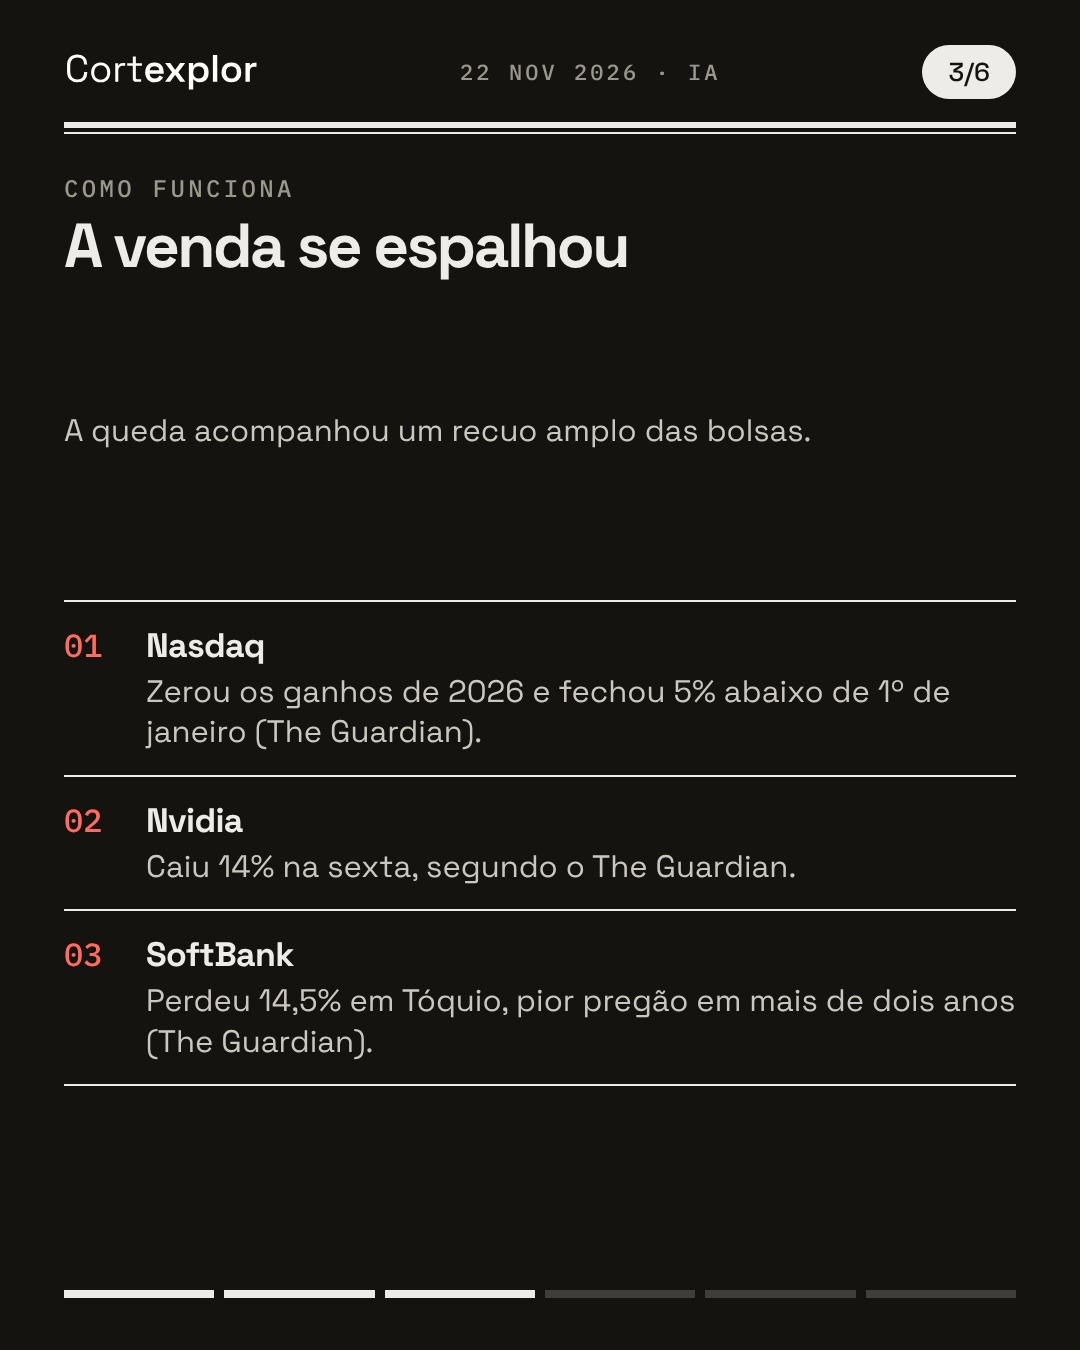 Cortexplor
22 NOV 2026 · IA
3/6
COMO FUNCIONA
A venda se espalhou
A queda acompanhou um recuo amplo das bolsas.
01 Nasdaq
Zerou os ganhos de 2026 e fechou 5% abaixo de 1º de
janeiro (The Guardian).
02 Nvidia
Caiu 14% na sexta, segundo o The Guardian.
03 SoftBank
Perdeu 14,5% em Tóquio, pior pregão em mais de dois anos
(The Guardian).